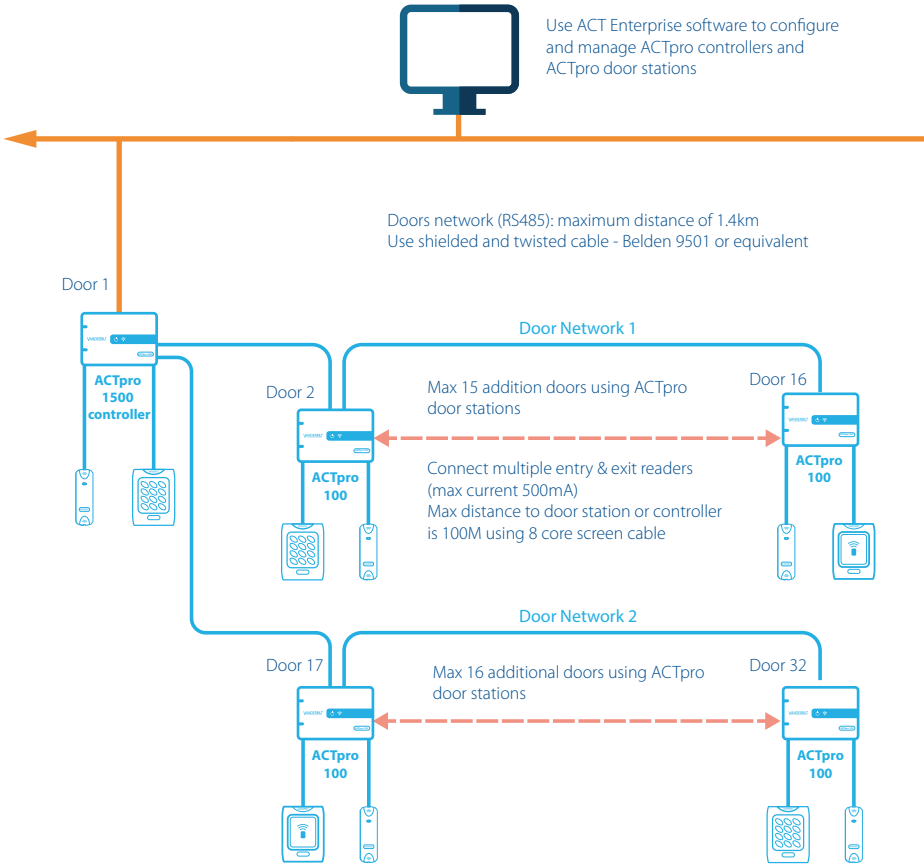 Use ACT Enterprise software to configure
and manage ACTpro controllers and
ACTpro door stations
Doors network (RS485): maximum distance of 1.4km
Use shielded and twisted cable - Belden 9501 or equivalent
Door 1
VANDERBILT
ACTpro
1500
controller
Door Network 1
Door 2
VANDERBILT
ACTpro
100
Max 15 addition doors using ACTpro
door stations
Connect multiple entry & exit readers
(max current 500mA)
Max distance to door station or controller
is 100M using 8 core screen cable
Door 16
VANDERBILT
ACTpro
100
Door Network 2
Door 17
VANDERBILT
ACTpro
100
Max 16 additional doors using ACTpro
door stations
Door 32
VANDERBILT
ACTpro
100